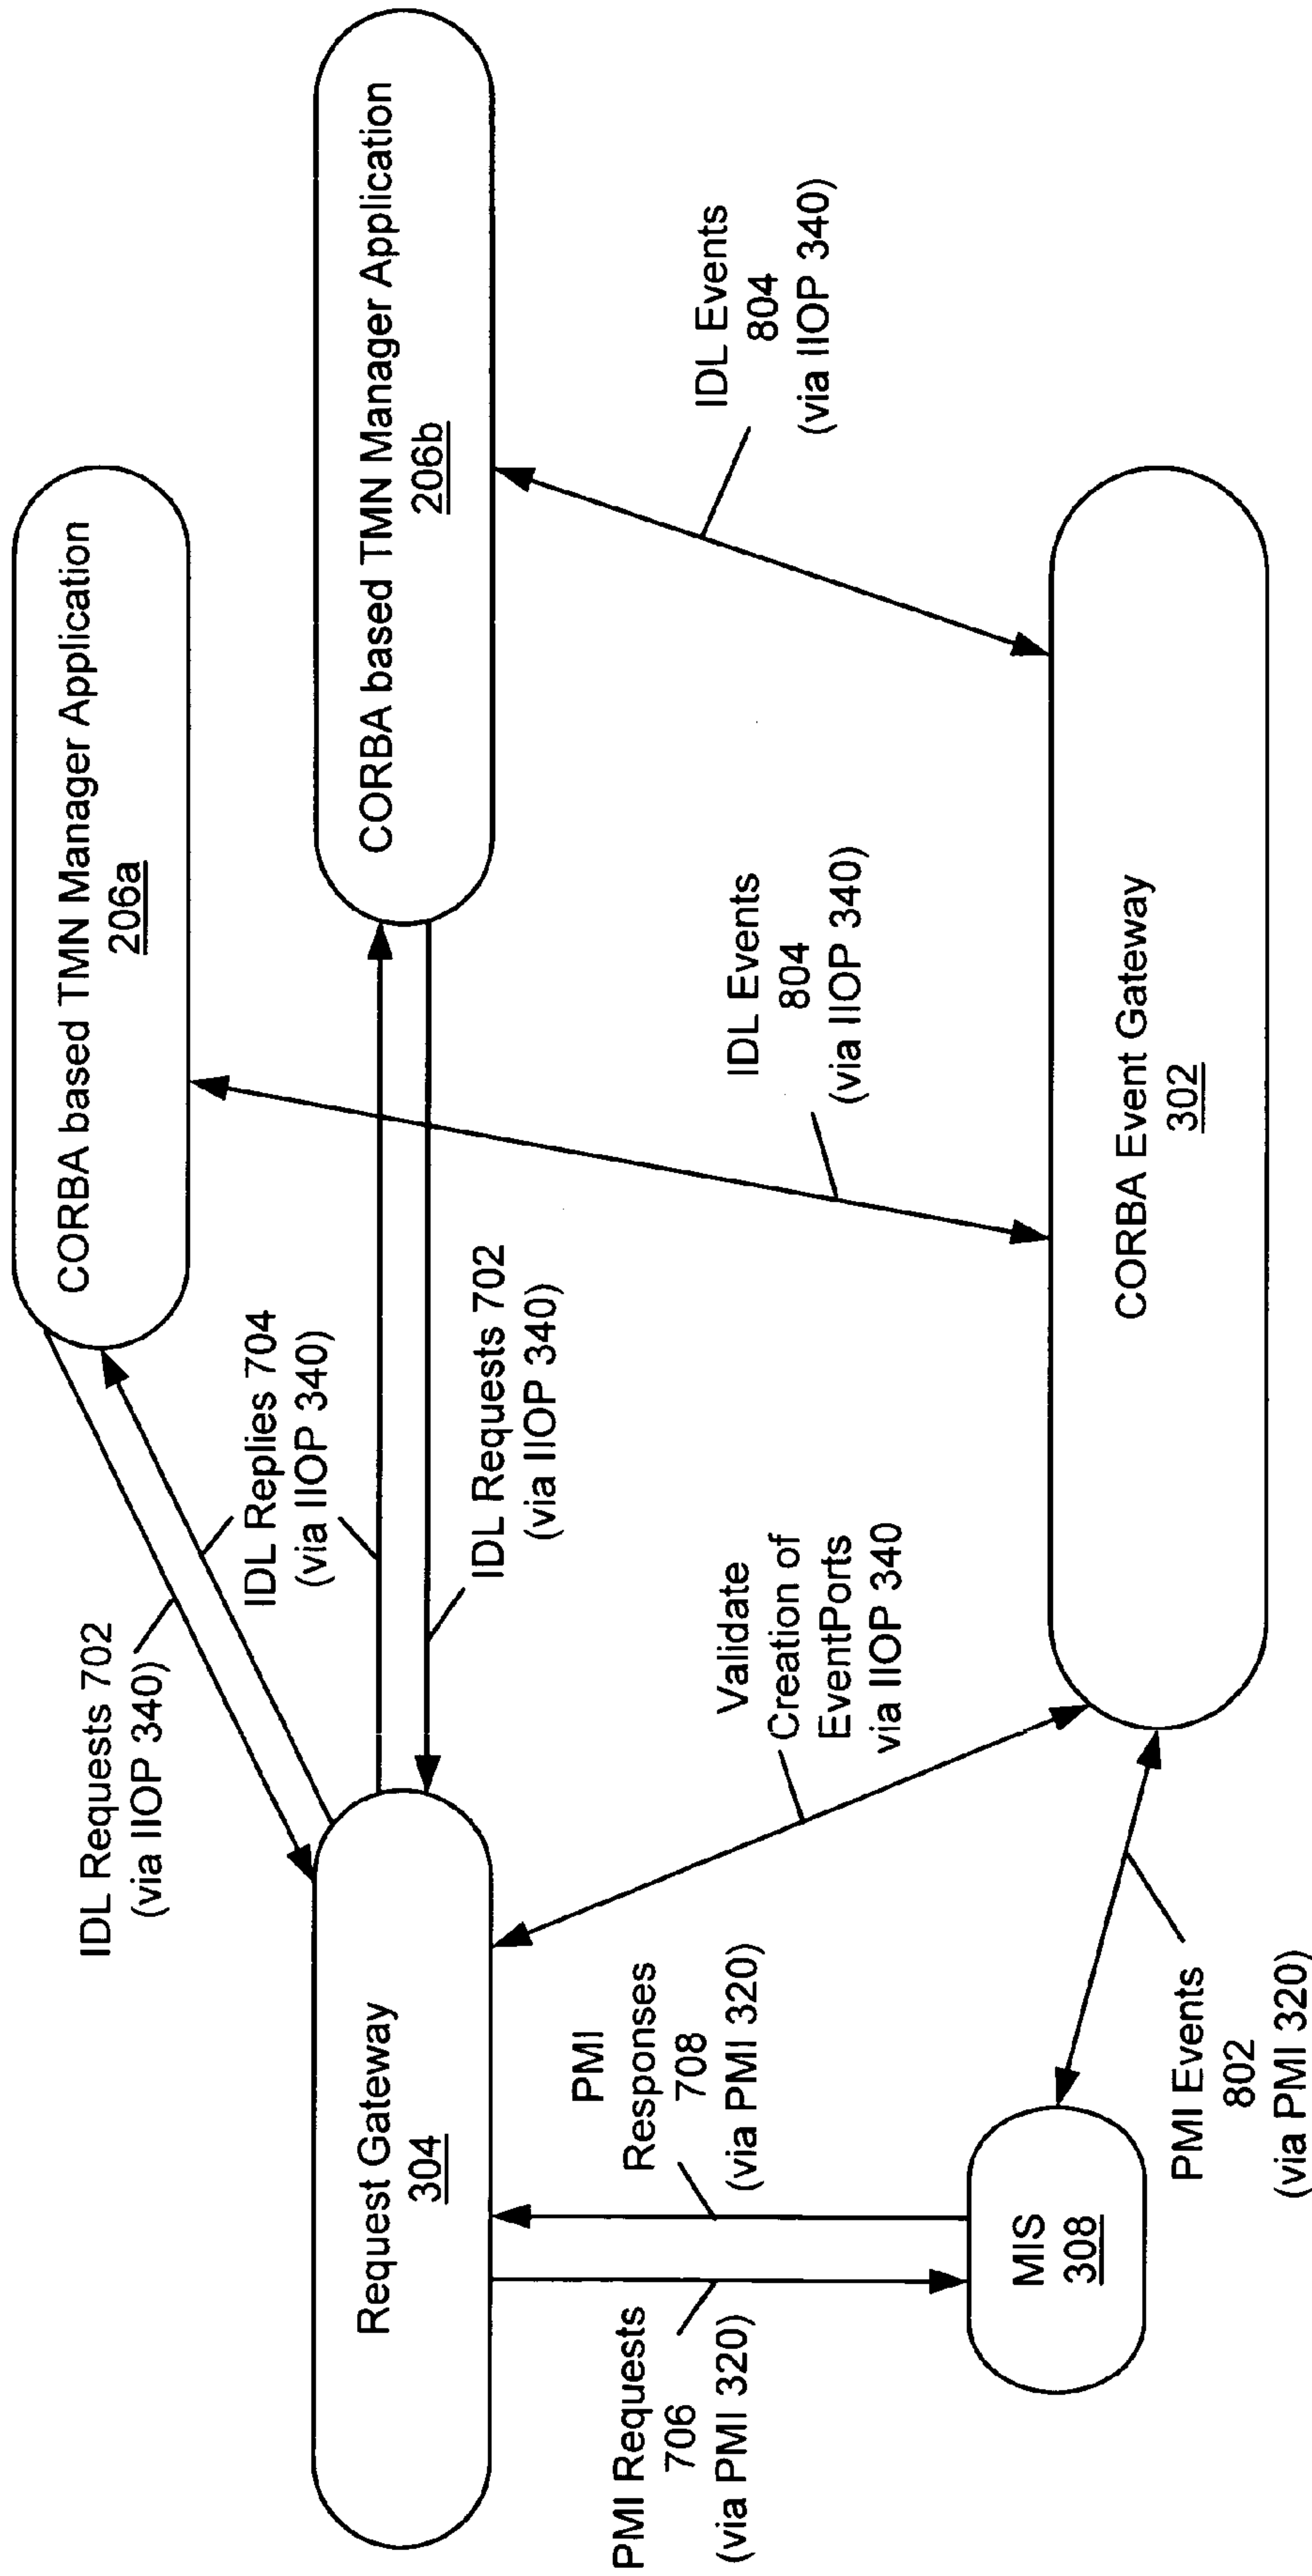 CORBA based TMN Manager Application
206a
IDL Requests 702
(via IIOP 340)
IDL Replies 704
(via IIOP 340)
CORBA based TMN Manager Application
206b
Request Gateway
304
IDL Requests 702
(via IIOP 340)
PMI Requests
706
(via PMI 320)
PMI
Responses
708
(via PMI 320)
Validate
Creation of
EventPorts
via IIOP 340
IDL Events
804
(via IIOP 340)
IDL Events
804
(via IIOP 340)
MIS
308
CORBA Event Gateway
302
PMI Events
802
(via PMI 320)